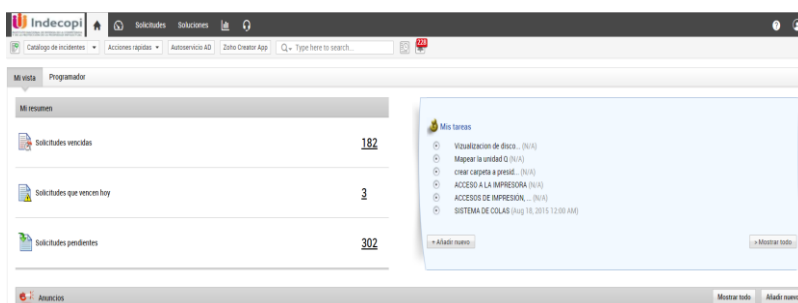 Indecopi
Solicitudes Soluciones
228
Catálogo de incidentes Acciones rápidas Autoservicio AD Zoho Creator App Type here to search...
Mi vista Programador
Mi resumen
Solicitudes vencidas 182
Solicitudes que vencen hoy 3
Solicitudes pendientes 302
Mis tareas
Vizualizacion de disco... (N/A)
Mapear la unidad Q (N/A)
crear carpeta a presid... (N/A)
ACCESO A LA IMPRESORA (N/A)
ACCESOS DE IMPRESIÓN, ... (N/A)
SISTEMA DE COLAS (Aug 18, 2015 12:00 AM)
+ Añadir nuevo » Mostrar todo
Anuncios Mostrar todo Añadir nuevo